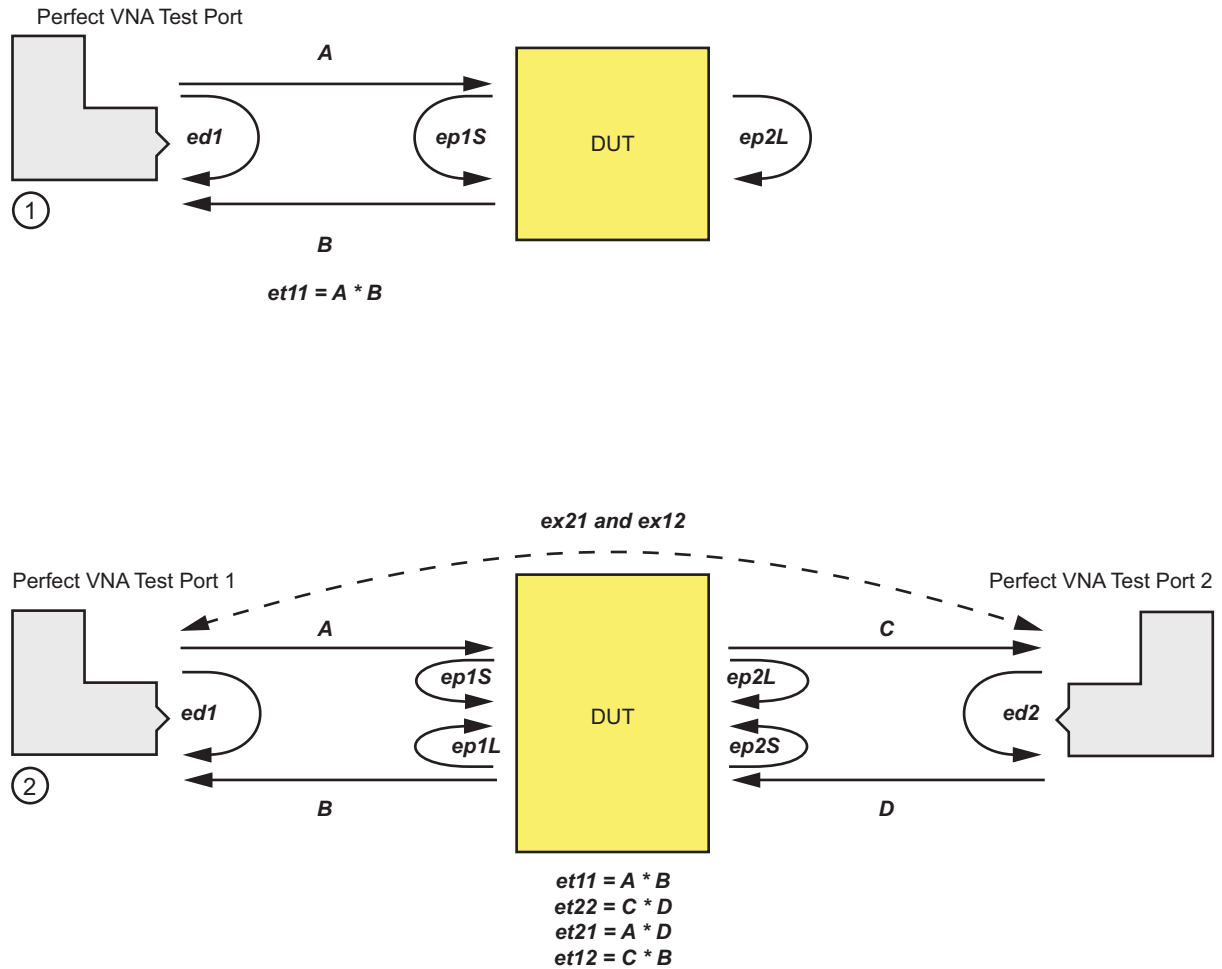 Perfect VNA Test Port
A
ed1
ep1S
DUT
ep2L
1
B
et11 = A * B
ex21 and ex12
Perfect VNA Test Port 1
Perfect VNA Test Port 2
A
C
ep1S
ep2L
ed1
DUT
ed2
ep1L
ep2S
2
B
D
et11 = A * B
et22 = C * D
et21 = A * D
et12 = C * B